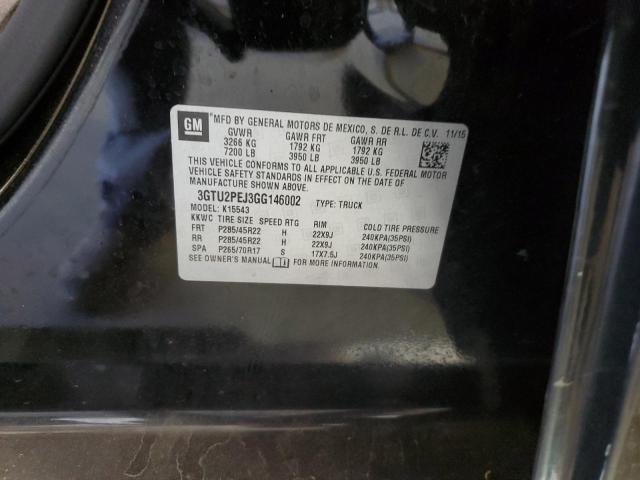 GM MFD BY GENERAL MOTORS DE MEXICO, S. DE R.L. DE C.V. 11/15
GVWR GAWR FRT GAWR RR
3266 KG 1792 KG 1792 KG
7200 LB 3950 LB 3950 LB
THIS VEHICLE CONFORMS TO ALL APPLICABLE U.S. FEDERAL MOTOR
VEHICLE SAFETY STANDARDS IN EFFECT ON THE DATE OF
MANUFACTURE SHOWN ABOVE.
3GTU2PEJ3GG146002 TYPE: TRUCK
MODEL: K15543
KKWC TIRE SIZE SPEED RTG RIM COLD TIRE PRESSURE
FRT P285/45R22 H 22X9J 240KPA(35PSI)
RR P285/45R22 H 22X9J 240KPA(35PSI)
SPA P265/70R17 S 17X7.5J 240KPA(35PSI)
SEE OWNER'S MANUAL FOR MORE INFORMATION.